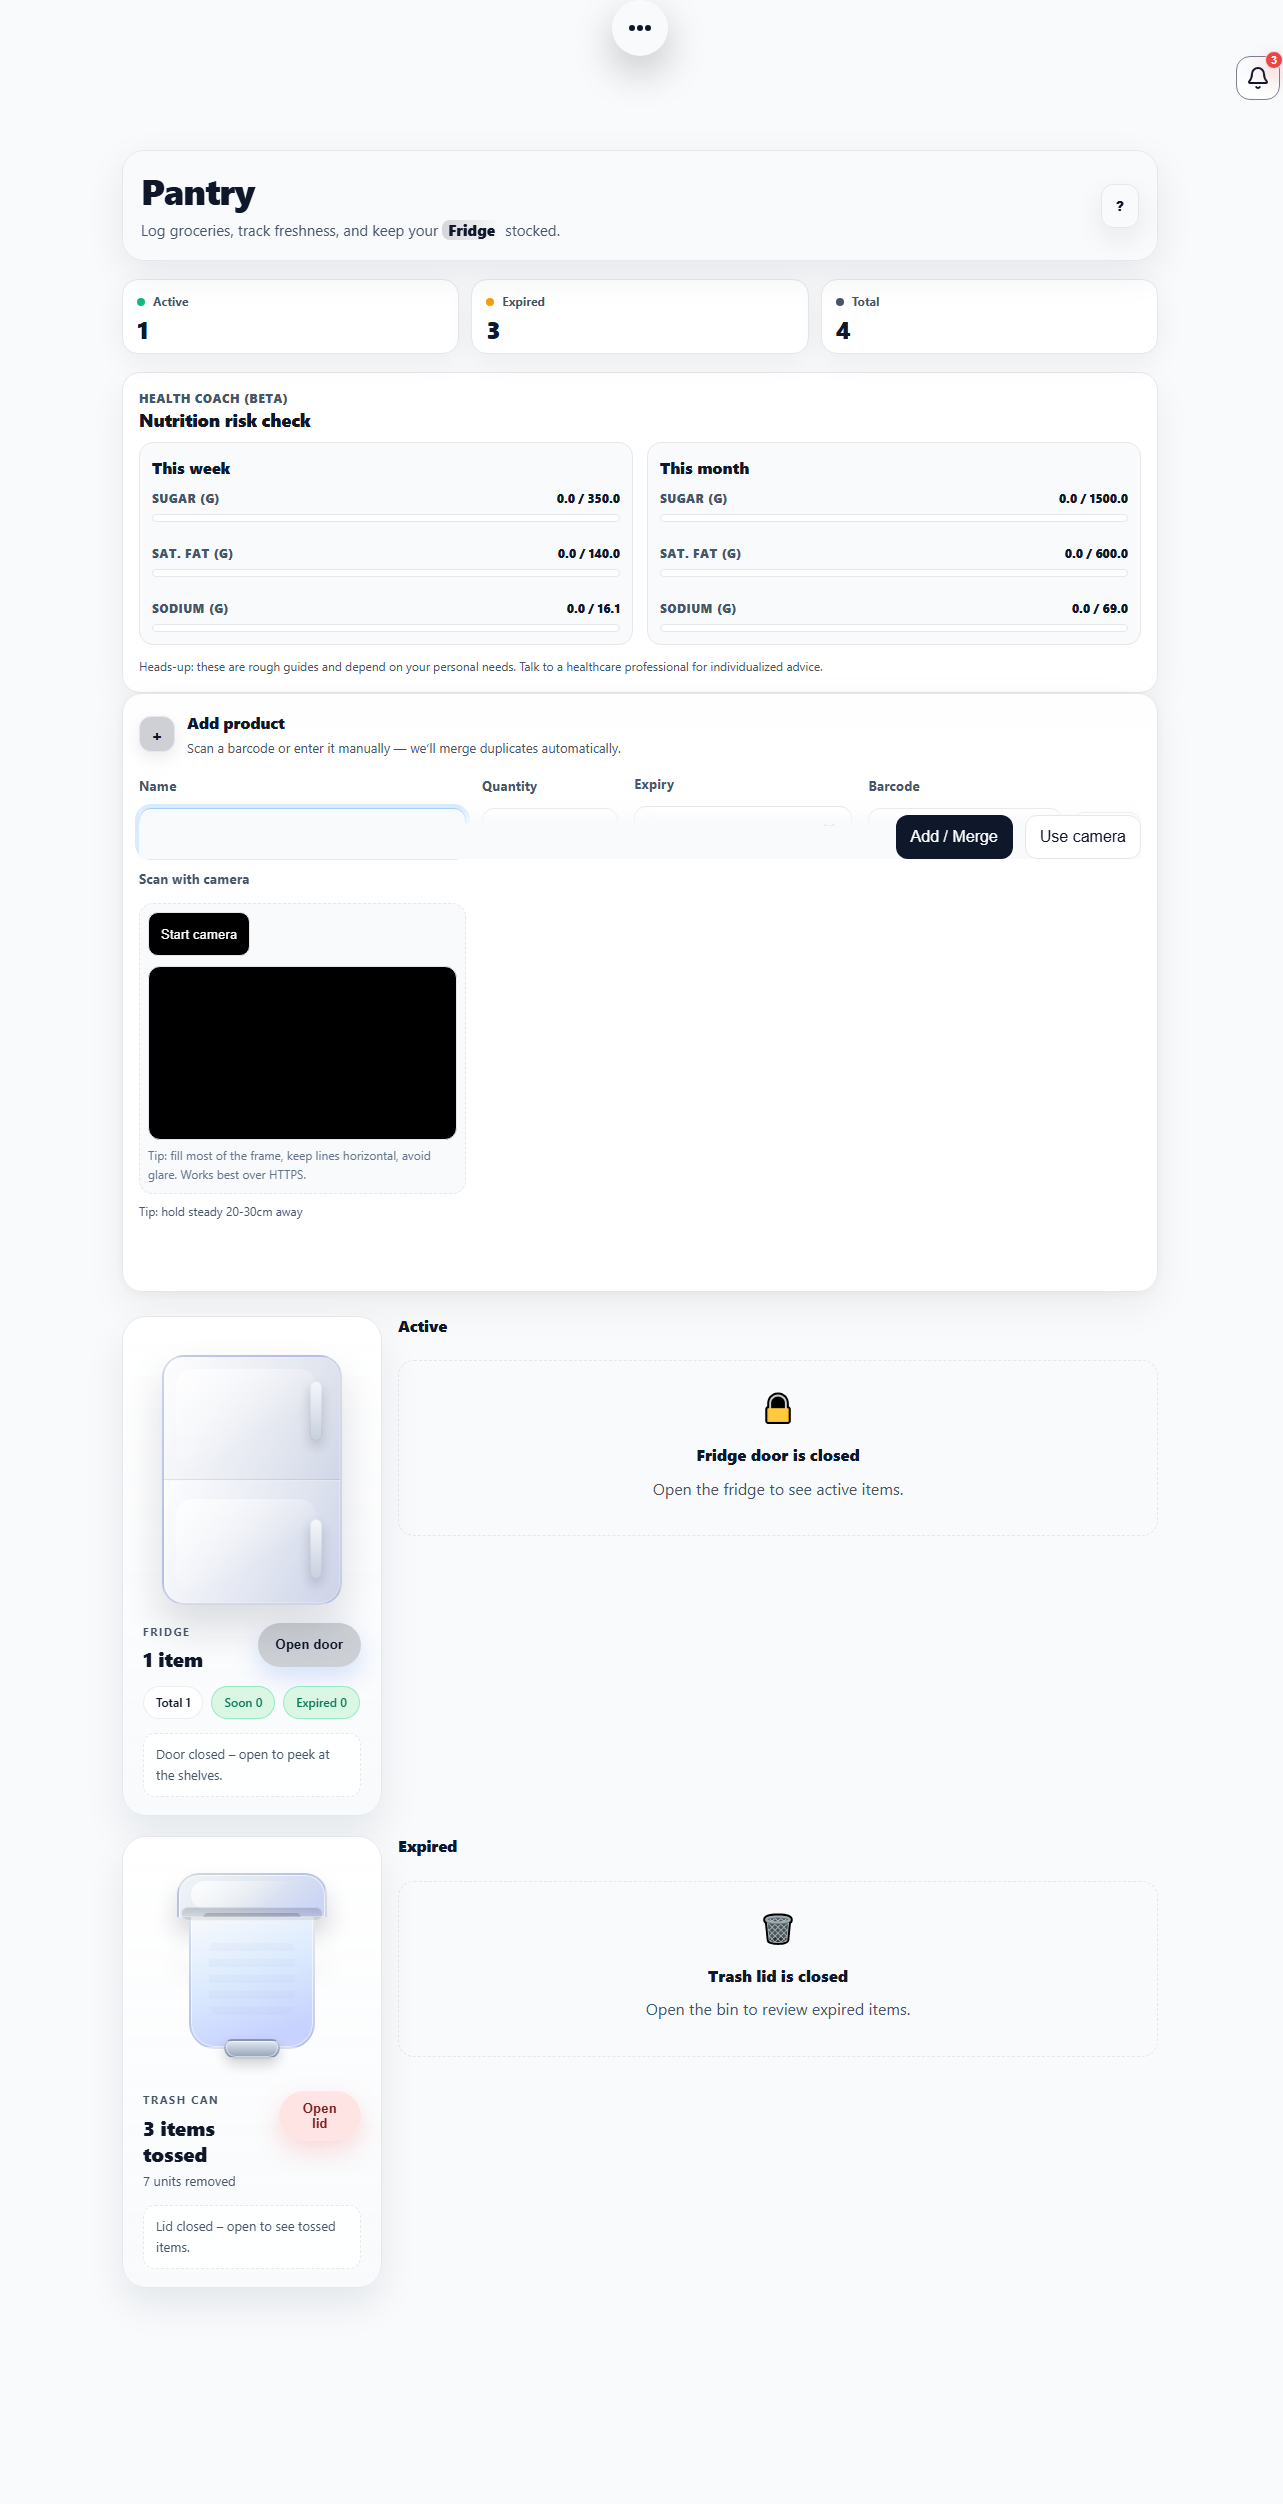 •••
3
Pantry
Log groceries, track freshness, and keep your Fridge stocked.
?
Active
1
Expired
3
Total
4
HEALTH COACH (BETA)
Nutrition risk check
This week
SUGAR (G) 0.0 / 350.0
SAT. FAT (G) 0.0 / 140.0
SODIUM (G) 0.0 / 16.1
This month
SUGAR (G) 0.0 / 1500.0
SAT. FAT (G) 0.0 / 600.0
SODIUM (G) 0.0 / 69.0
Heads-up: these are rough guides and depend on your personal needs. Talk to a healthcare professional for individualized advice.
+
Add product
Scan a barcode or enter it manually — we'll merge duplicates automatically.
Name Quantity Expiry Barcode
Add / Merge Use camera
Scan with camera
Start camera
Tip: fill most of the frame, keep lines horizontal, avoid
glare. Works best over HTTPS.
Tip: hold steady 20-30cm away
Active
Fridge door is closed
Open the fridge to see active items.
FRIDGE
1 item
Open door
Total 1 Soon 0 Expired 0
Door closed – open to peek at
the shelves.
Expired
Trash lid is closed
Open the bin to review expired items.
TRASH CAN
3 items
tossed
7 units removed
Open
lid
Lid closed – open to see tossed
items.